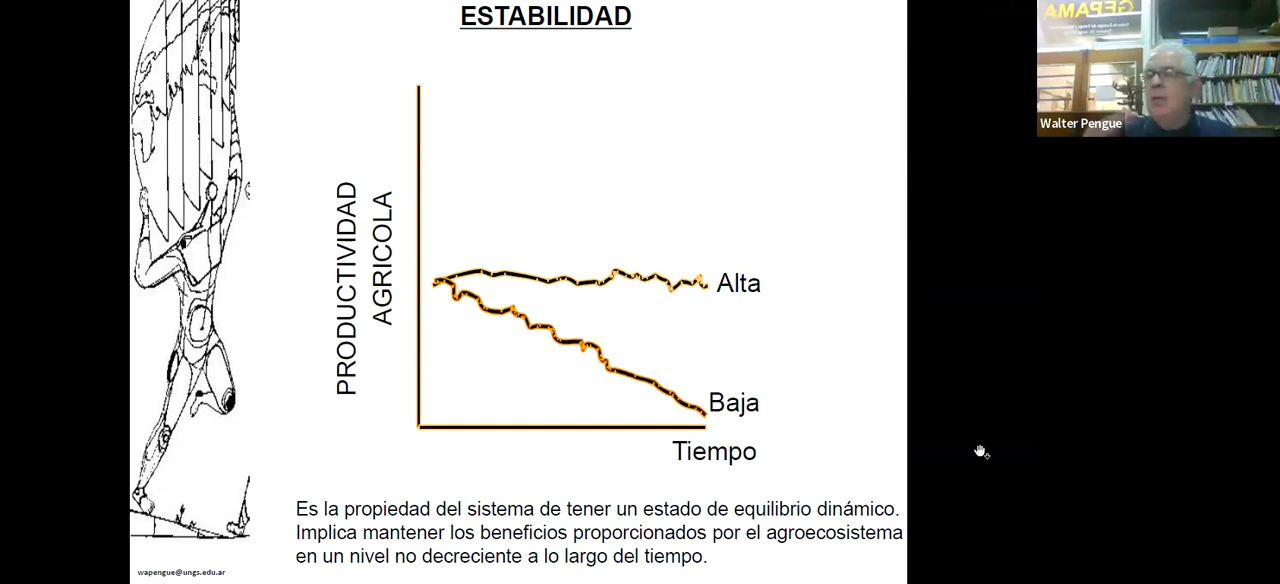 ESTABILIDAD
PRODUCTIVIDAD
AGRICOLA
Alta
Baja
Tiempo
Es la propiedad del sistema de tener un estado de equilibrio dinámico.
Implica mantener los beneficios proporcionados por el agroecosistema
en un nivel no decreciente a lo largo del tiempo.
wapengue@ungs.edu.ar
GEPAMA
Walter Pengue